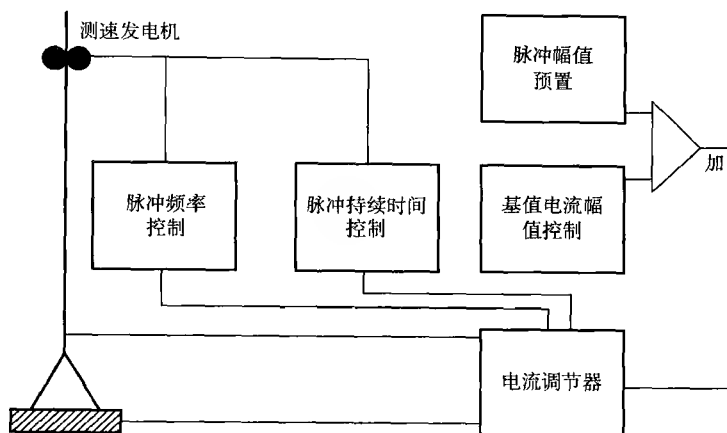 测速发电机
脉冲幅值
预置
加
脉冲频率
控制
脉冲持续时间
控制
基值电流幅
值控制
电流调节器